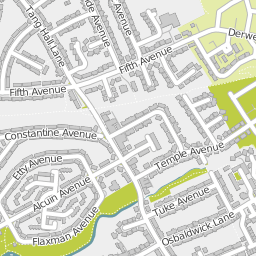 Tang Hall Lane
Fifth Avenue
Derwe
Fifth Avenue
Constantine Avenue
Temple Avenue
Etty Avenue
Alcuin Avenue
Tuke Avenue
Flaxman Avenue
Osbaldwick Lane